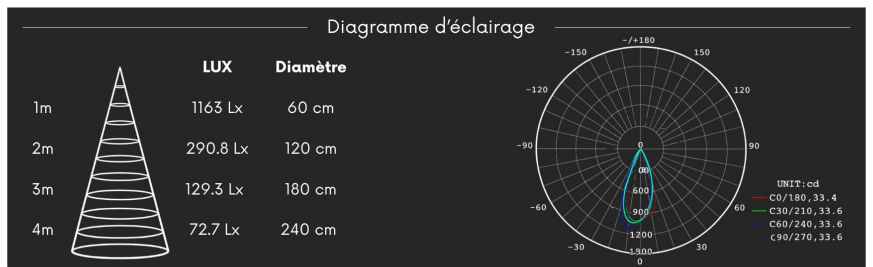 Diagramme d'éclairage
LUX Diamètre
1m 1163 Lx 60 cm
2m 290.8 Lx 120 cm
3m 129.3 Lx 180 cm
4m 72.7 Lx 240 cm
-/+180
-150 150
-120 120
-90 0 90
600
-60 900 60
1200
-30 1500 30
0
UNIT:cd
C0/180,33.4
C30/210,33.6
C60/240,33.6
C90/270,33.6